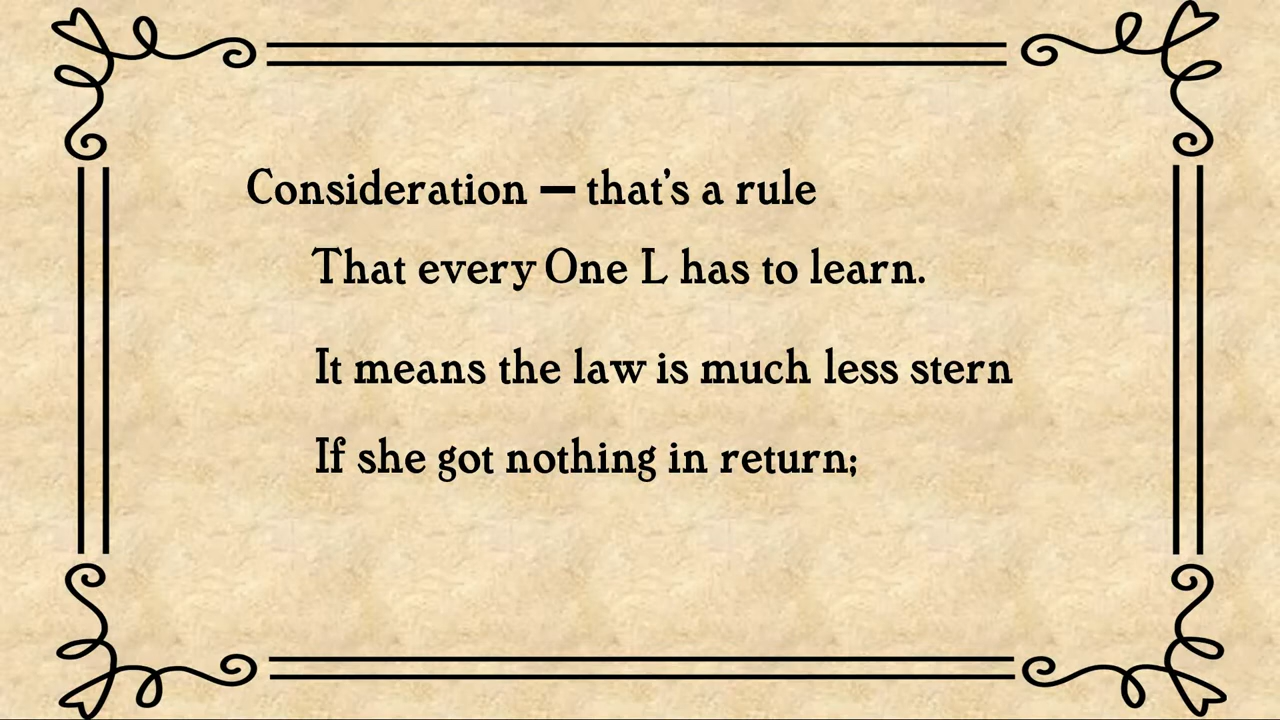 Consideration — that's a rule
That every One L has to learn.
It means the law is much less stern
If she got nothing in return;